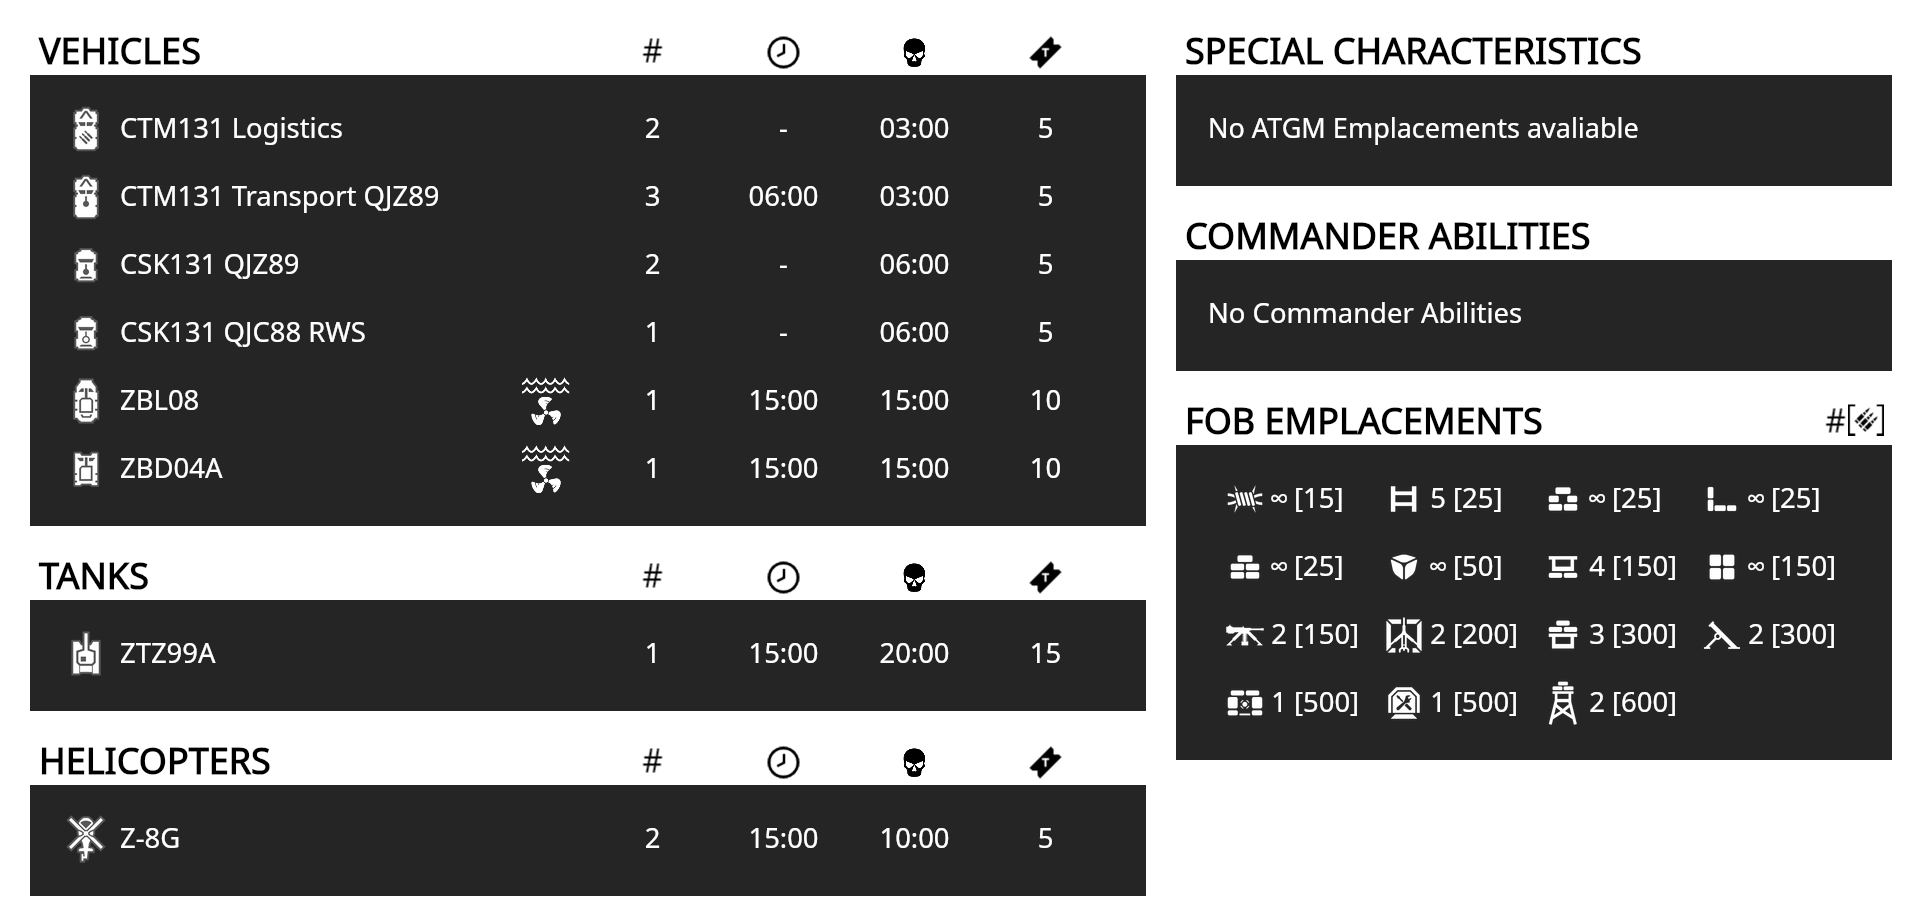 VEHICLES #
CTM131 Logistics 2 - 03:00 5
CTM131 Transport QJZ89 3 06:00 03:00 5
CSK131 QJZ89 2 - 06:00 5
CSK131 QJC88 RWS 1 - 06:00 5
ZBL08 1 15:00 15:00 10
ZBD04A 1 15:00 15:00 10
TANKS #
ZTZ99A 1 15:00 20:00 15
HELICOPTERS #
Z-8G 2 15:00 10:00 5
SPECIAL CHARACTERISTICS
No ATGM Emplacements avaliable
COMMANDER ABILITIES
No Commander Abilities
FOB EMPLACEMENTS #[]
∞ [15] 5 [25] ∞ [25] ∞ [25]
∞ [25] ∞ [50] 4 [150] ∞ [150]
2 [150] 2 [200] 3 [300] 2 [300]
1 [500] 1 [500] 2 [600]